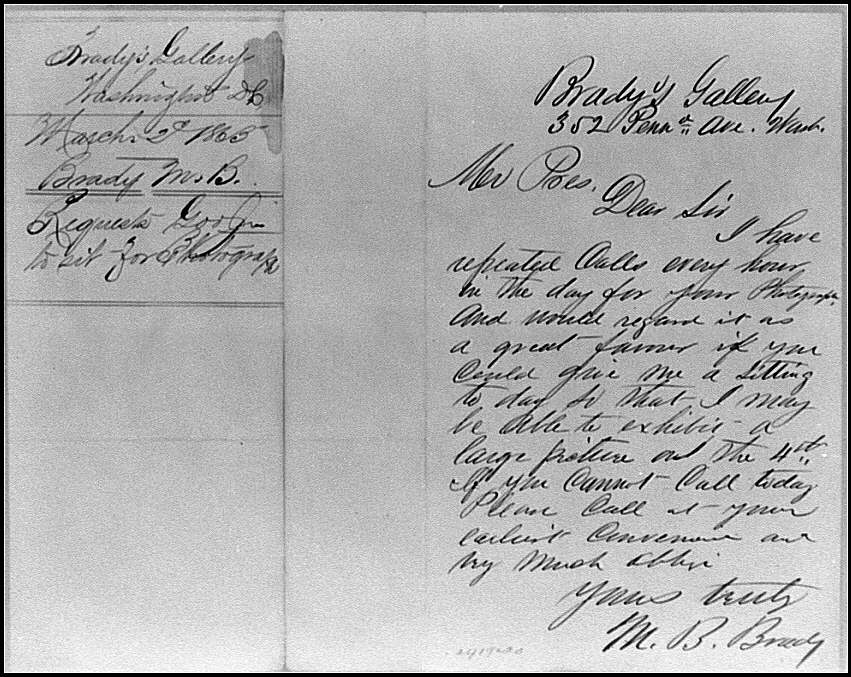 Brady's Gallery
Washington D.C.
March 2d 1865
Brady M. B.
Requests
to sit for Photograph
Brady's Gallery
352 Penna Ave. Wash.
Mr Pres.
Dear Sir
I have
repeated Calls every hour
in the day for your Photograph
and would regard it as
a great favour if you
Could give me a sitting
to day so that I may
be able to exhibit a
large picture on the 4th.
If you Cannot Call today
Please Call at your
earliest Convenience and
very Much oblige
Yours truly
M. B. Brady